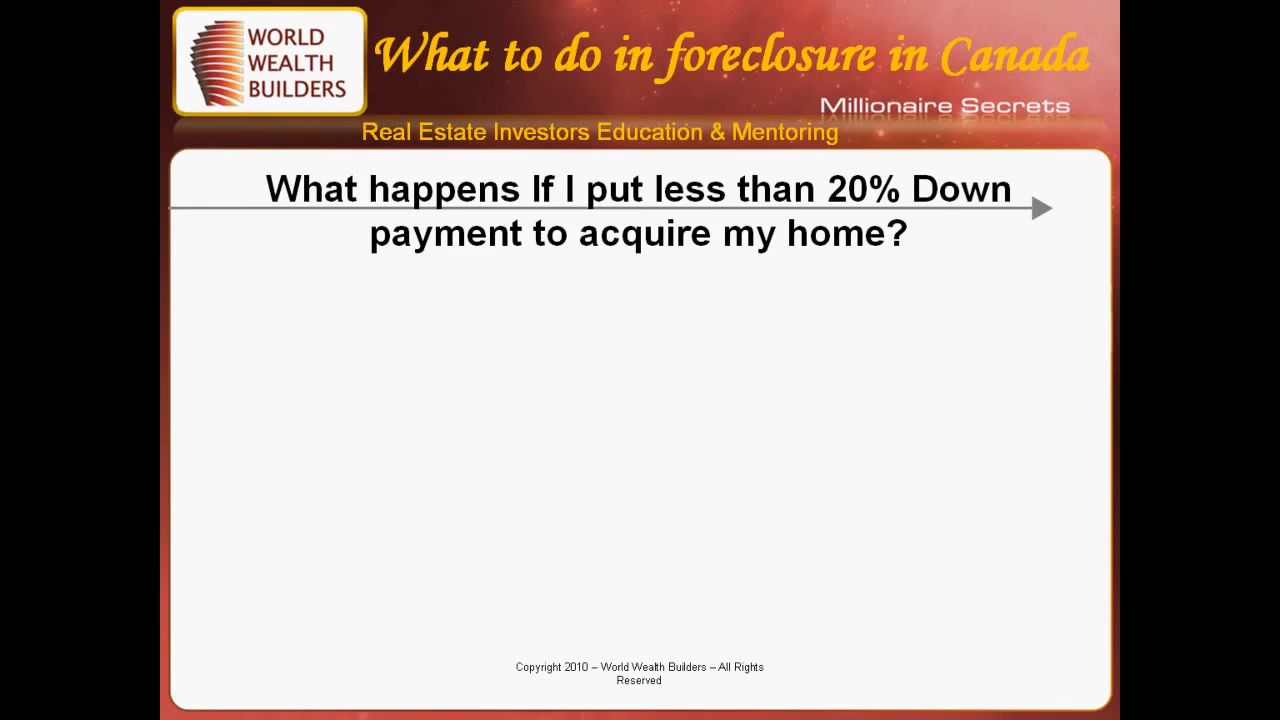 WORLD
WEALTH
BUILDERS
What to do in foreclosure in Canada
Millionaire Secrets
Real Estate Investors Education & Mentoring
What happens If I put less than 20% Down
payment to acquire my home?
Copyright 2010 – World Wealth Builders – All Rights
Reserved